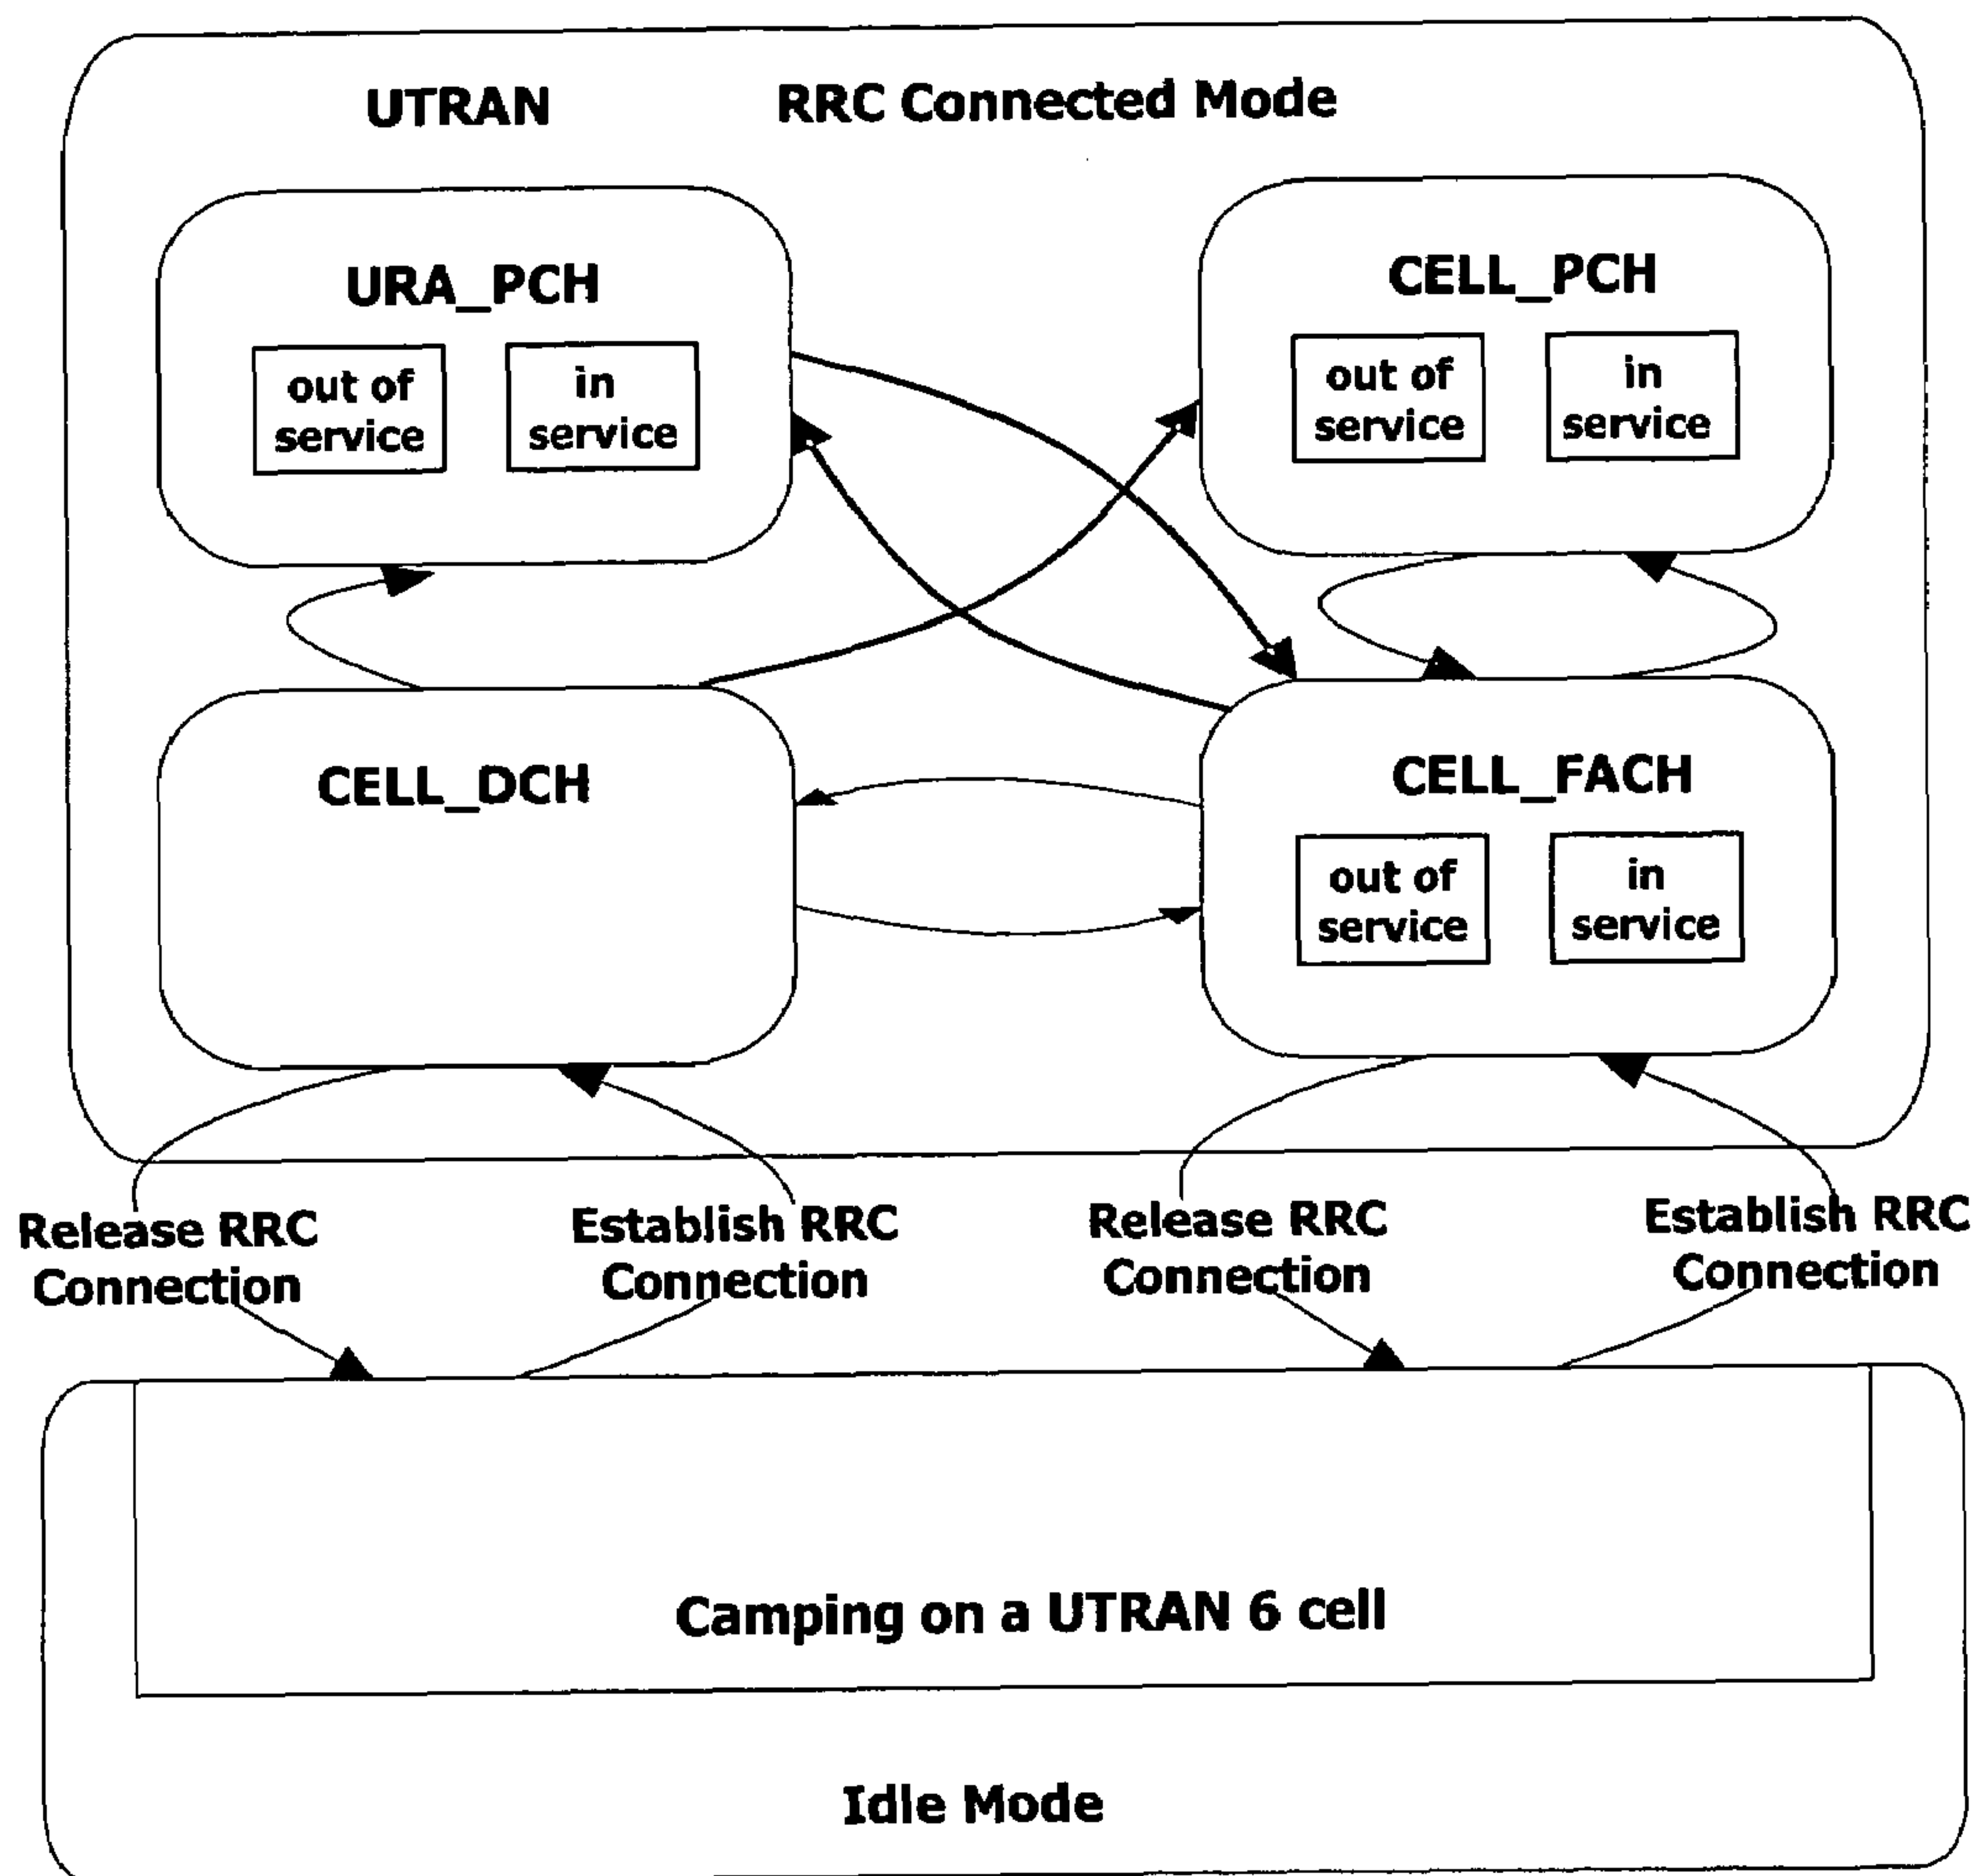 UTRAN RRC Connected Mode
URA_PCH
out of
service
in
service
CELL_PCH
out of
service
in
service
CELL_DCH
CELL_FACH
out of
service
in
service
Release RRC
Connection
Establish RRC
Connection
Release RRC
Connection
Establish RRC
Connection
Camping on a UTRAN 6 cell
Idle Mode